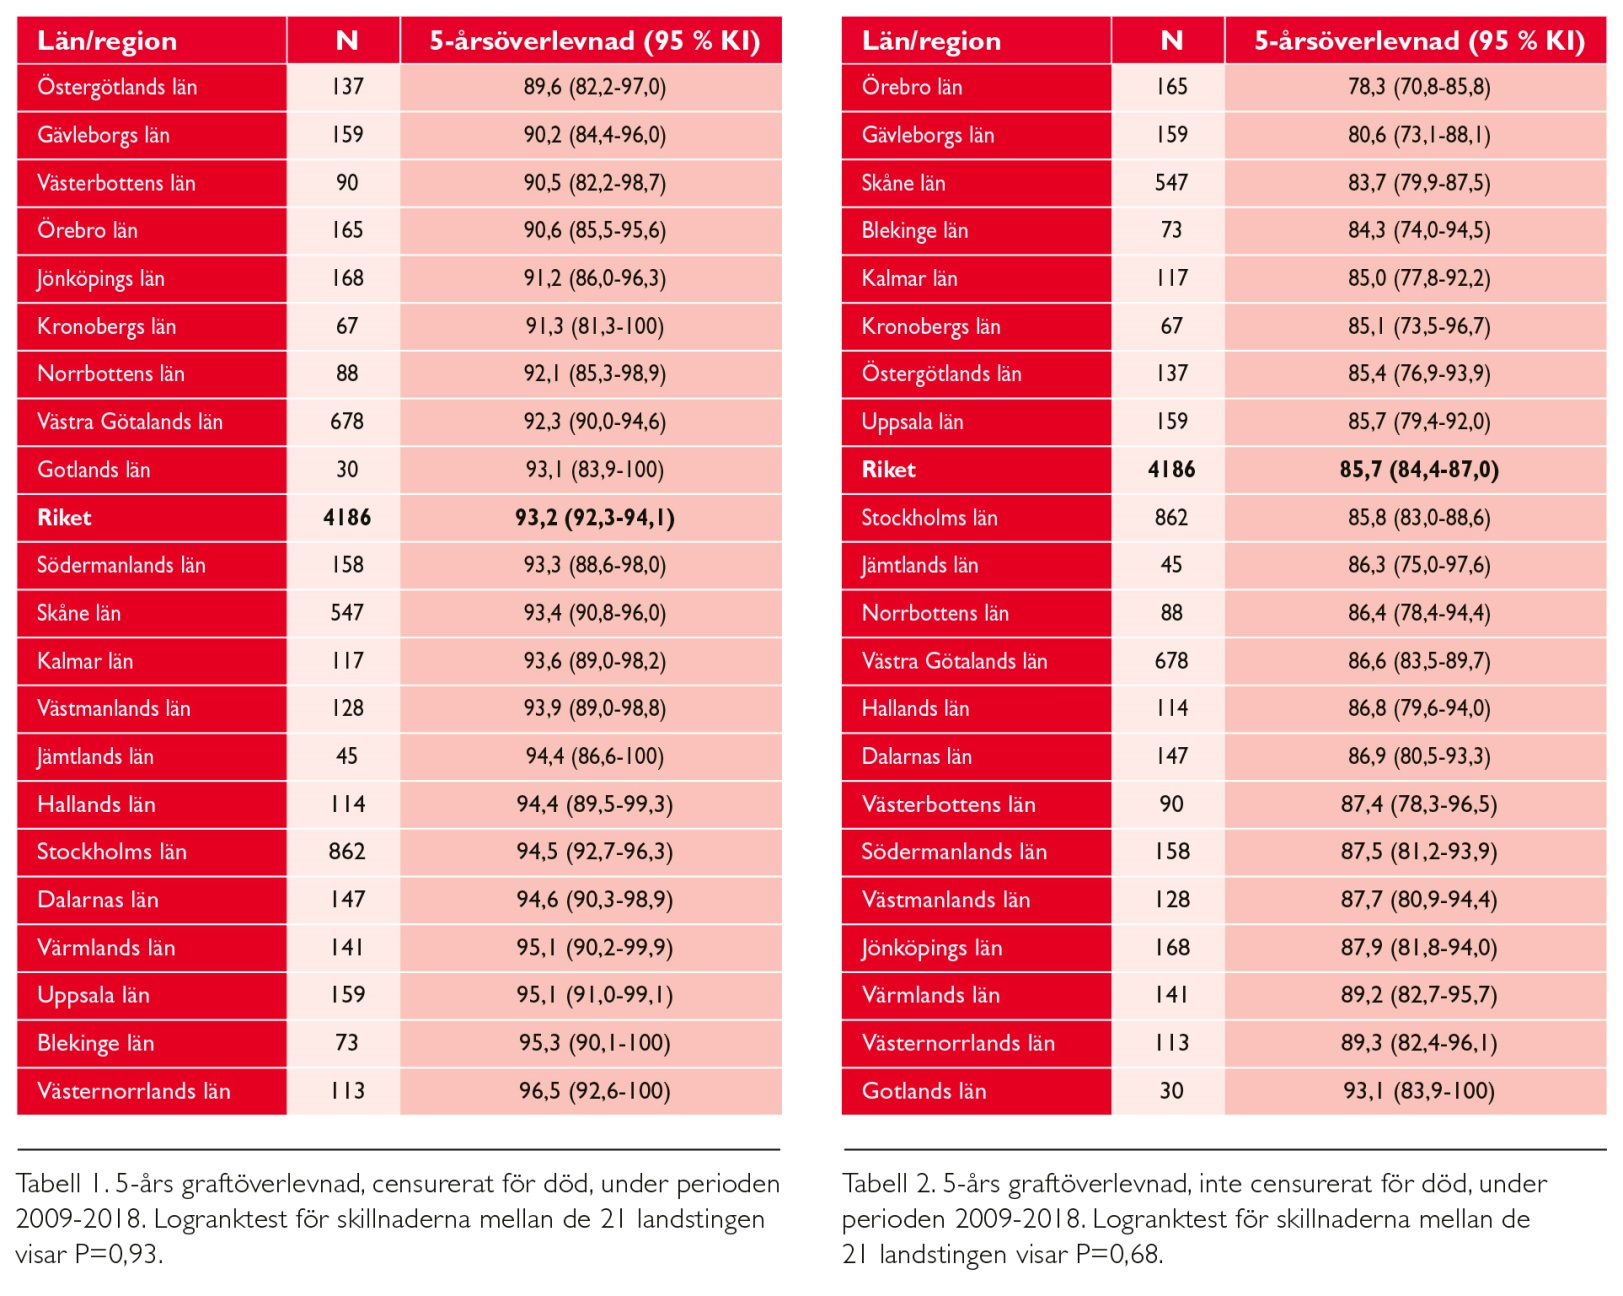 Län/region N 5-årsöverlevnad (95 % KI)
Östergötlands län 137 89,6 (82,2-97,0)
Gävleborgs län 159 90,2 (84,4-96,0)
Västerbottens län 90 90,5 (82,2-98,7)
Örebro län 165 90,6 (85,5-95,6)
Jönköpings län 168 91,2 (86,0-96,3)
Kronobergs län 67 91,3 (81,3-100)
Norrbottens län 88 92,1 (85,3-98,9)
Västra Götalands län 678 92,3 (90,0-94,6)
Gotlands län 30 93,1 (83,9-100)
Riket 4186 93,2 (92,3-94,1)
Södermanlands län 158 93,3 (88,6-98,0)
Skåne län 547 93,4 (90,8-96,0)
Kalmar län 117 93,6 (89,0-98,2)
Västmanlands län 128 93,9 (89,0-98,8)
Jämtlands län 45 94,4 (86,6-100)
Hallands län 114 94,4 (89,5-99,3)
Stockholms län 862 94,5 (92,7-96,3)
Dalarnas län 147 94,6 (90,3-98,9)
Värmlands län 141 95,1 (90,2-99,9)
Uppsala län 159 95,1 (91,0-99,1)
Blekinge län 73 95,3 (90,1-100)
Västernorrlands län 113 96,5 (92,6-100)
Tabell 1. 5-års graftöverlevnad, censurerat för död, under perioden
2009-2018. Logranktest för skillnaderna mellan de 21 landstingen
visar P=0,93.
Län/region N 5-årsöverlevnad (95 % KI)
Örebro län 165 78,3 (70,8-85,8)
Gävleborgs län 159 80,6 (73,1-88,1)
Skåne län 547 83,7 (79,9-87,5)
Blekinge län 73 84,3 (74,0-94,5)
Kalmar län 117 85,0 (77,8-92,2)
Kronobergs län 67 85,1 (73,5-96,7)
Östergötlands län 137 85,4 (76,9-93,9)
Uppsala län 159 85,7 (79,4-92,0)
Riket 4186 85,7 (84,4-87,0)
Stockholms län 862 85,8 (83,0-88,6)
Jämtlands län 45 86,3 (75,0-97,6)
Norrbottens län 88 86,4 (78,4-94,4)
Västra Götalands län 678 86,6 (83,5-89,7)
Hallands län 114 86,8 (79,6-94,0)
Dalarnas län 147 86,9 (80,5-93,3)
Västerbottens län 90 87,4 (78,3-96,5)
Södermanlands län 158 87,5 (81,2-93,9)
Västmanlands län 128 87,7 (80,9-94,4)
Jönköpings län 168 87,9 (81,8-94,0)
Värmlands län 141 89,2 (82,7-95,7)
Västernorrlands län 113 89,3 (82,4-96,1)
Gotlands län 30 93,1 (83,9-100)
Tabell 2. 5-års graftöverlevnad, inte censurerat för död, under
perioden 2009-2018. Logranktest för skillnaderna mellan de
21 landstingen visar P=0,68.